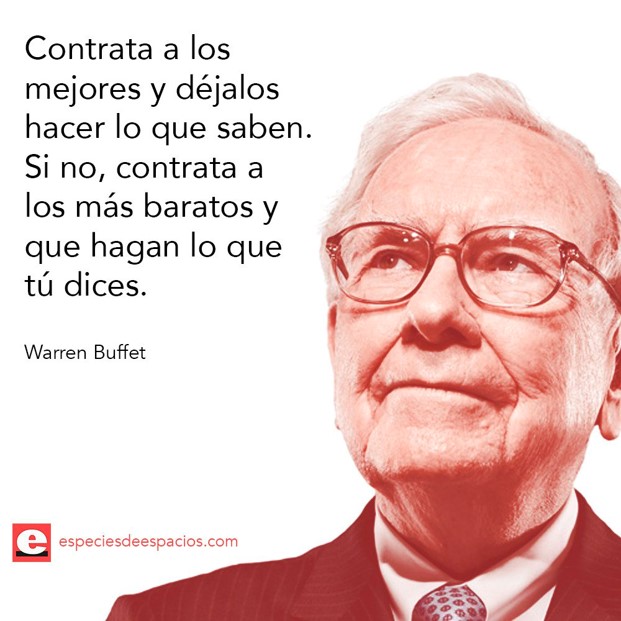 Contrata a los
mejores y déjalos
hacer lo que saben.
Si no, contrata a
los más baratos y
que hagan lo que
tú dices.
Warren Buffet
e especiesdeespacios.com